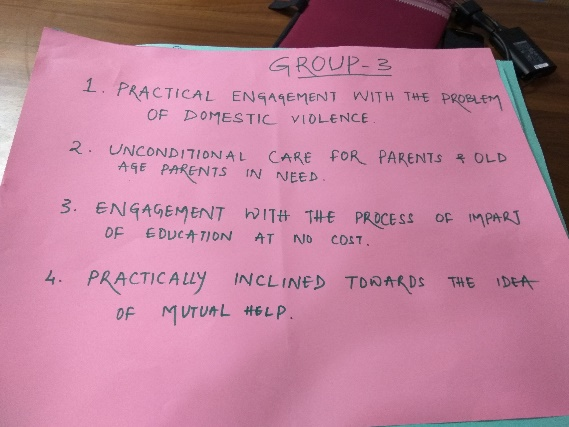 GROUP-3
1. PRACTICAL ENGAGEMENT WITH THE PROBLEM
OF DOMESTIC VIOLENCE.
2. UNCONDITIONAL CARE FOR PARENTS & OLD
AGE PARENTS IN NEED.
3. ENGAGEMENT WITH THE PROCESS OF IMPART
OF EDUCATION AT NO COST.
4. PRACTICALLY INCLINED TOWARDS THE IDEA
OF MUTUAL HELP.